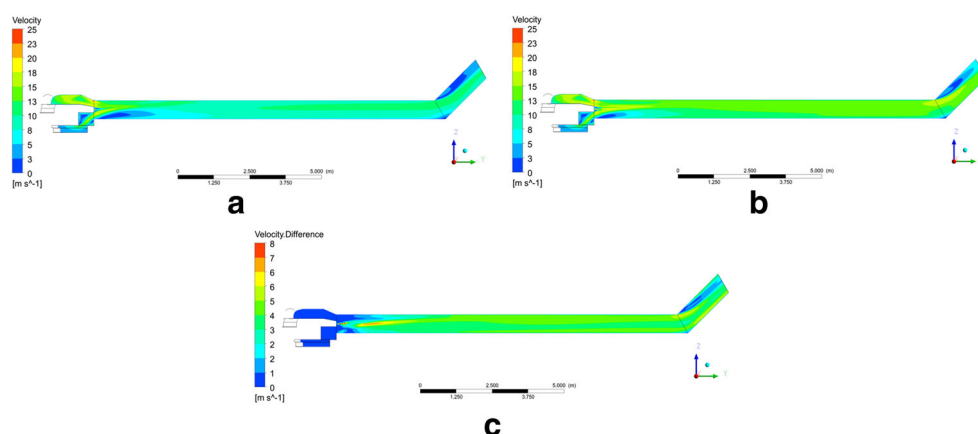 Velocity
25
23
20
18
15
13
10
8
5
3
0
[m s^-1]
Z
Y
0 2.500 5.000 (m)
1.250 3.750
a
Velocity
25
23
20
18
15
13
10
8
5
3
0
[m s^-1]
Z
Y
0 2.500 5.000 (m)
1.250 3.750
b
Velocity.Difference
8
7
6
5
4
3
2
1
0
[m s^-1]
Z
Y
0 2.500 5.000 (m)
1.250 3.750
c